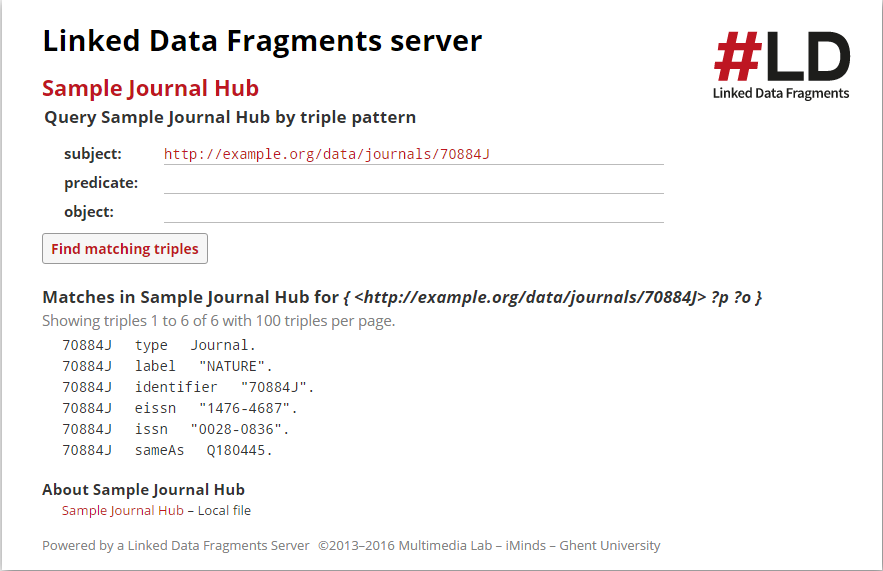 Linked Data Fragments server
#LD
Linked Data Fragments
Sample Journal Hub
Query Sample Journal Hub by triple pattern
subject: http://example.org/data/journals/70884J
predicate:
object:
Find matching triples
Matches in Sample Journal Hub for { <http://example.org/data/journals/70884J> ?p ?o }
Showing triples 1 to 6 of 6 with 100 triples per page.
70884J type Journal.
70884J label "NATURE".
70884J identifier "70884J".
70884J eissn "1476-4687".
70884J issn "0028-0836".
70884J sameAs Q180445.
About Sample Journal Hub
Sample Journal Hub – Local file
Powered by a Linked Data Fragments Server ©2013–2016 Multimedia Lab – iMinds – Ghent University